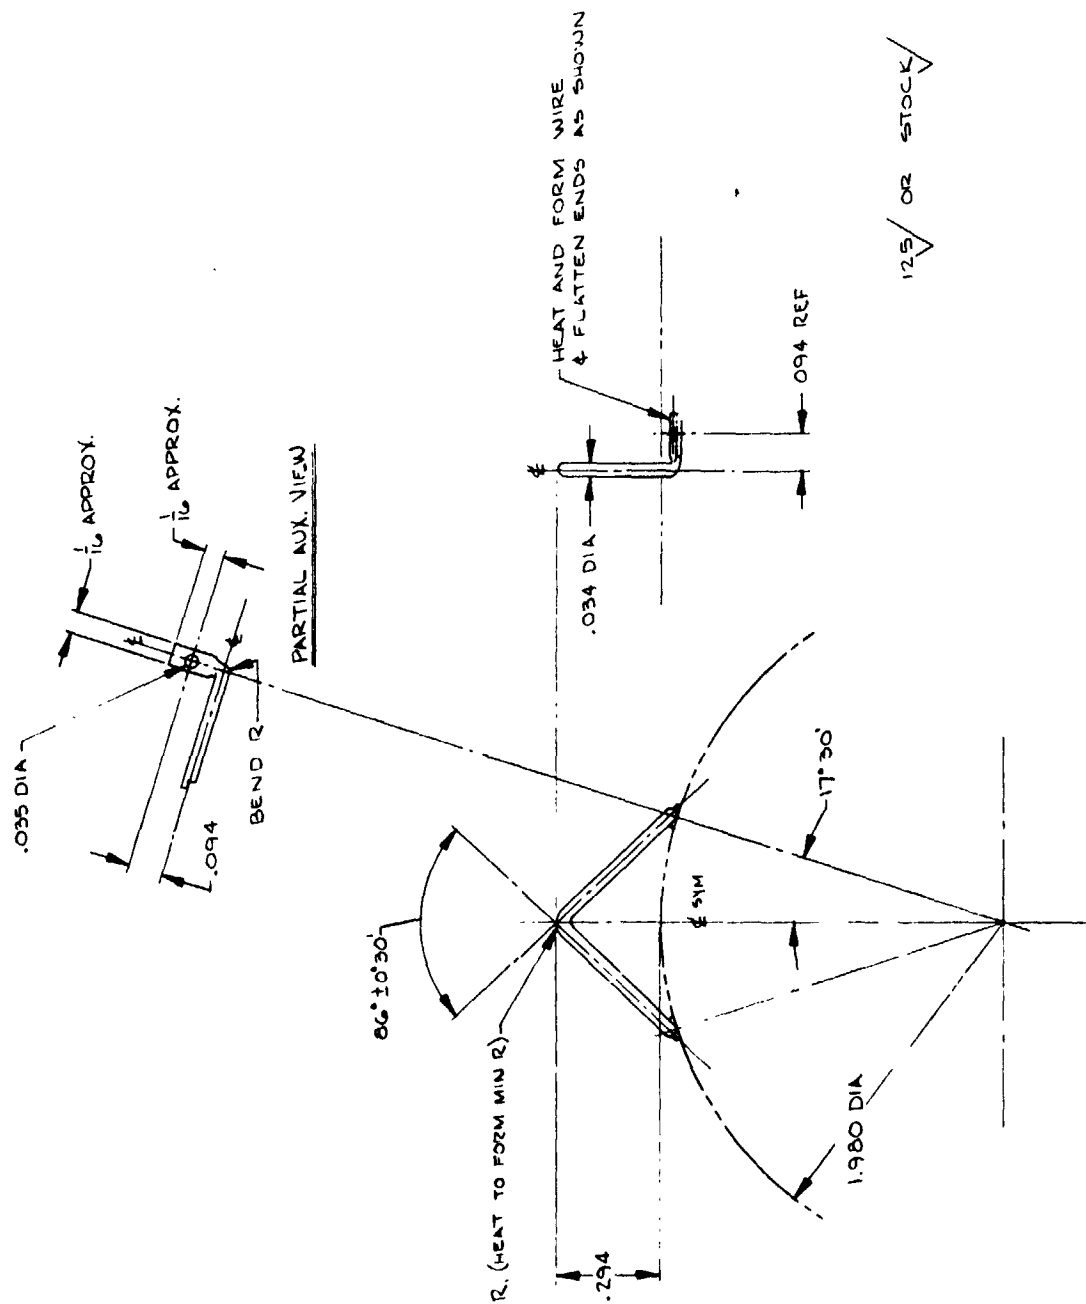 1/16 APPROX.
1/16 APPROX.
.035 DIA
PARTIAL AUX. VIEW
BEND R
.094
HEAT AND FORM WIRE
& FLATTEN ENDS AS SHOWN
℄
.034 DIA
.094 REF
125/ OR STOCK
86° ±0°30'
R. (HEAT TO FORM MIN R)
℄ SYM
17°30'
.294
1.980 DIA